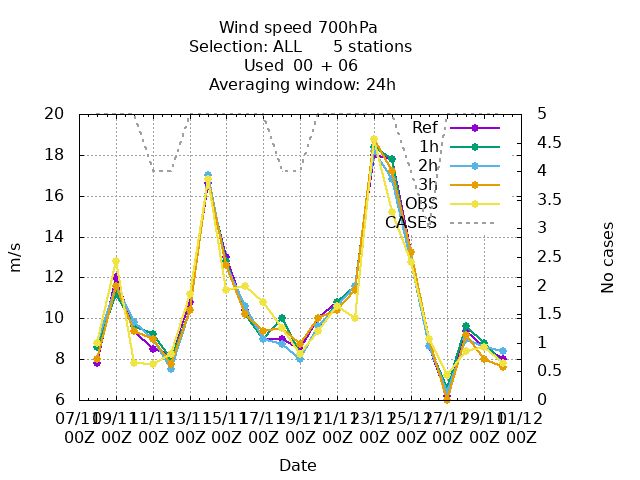 Wind speed 700hPa
Selection: ALL 5 stations
Used 00 + 06
Averaging window: 24h
20
18
16
14
12
10
8
6
m/s
5
4.5
4
3.5
3
2.5
2
1.5
1
0.5
0
No cases
Ref
1h
2h
3h
OBS
CASES
07/11 09/11 11/11 13/11 15/11 17/11 19/11 21/11 23/11 25/11 27/11 29/11 01/12
00Z 00Z 00Z 00Z 00Z 00Z 00Z 00Z 00Z 00Z 00Z 00Z 00Z
Date